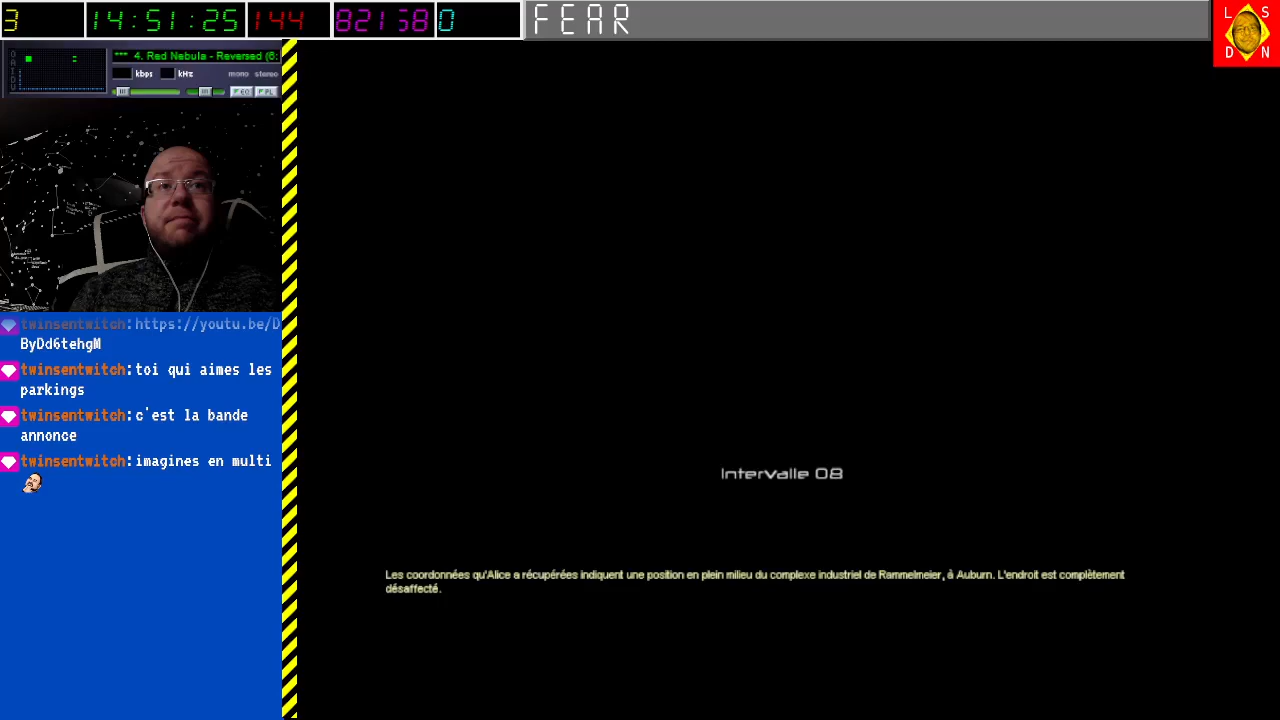 3
14:51:25
144
0
FEAR
L S
D N
*** 4. Red Nebula - Reversed (6:
kbps
kHz
mono stereo
EQ
PL
twinsentwitch:https://youtu.be/D
ByDd6tehgM
twinsentwitch:toi qui aimes les
parkings
twinsentwitch:c'est la bande
annonce
twinsentwitch:imagines en multi
Intervalle 08
Les coordonnées qu'Alice a récupérées indiquent une position en plein milieu du complexe industriel de Rammelmeier, à Auburn. L'endroit est complètement
désaffecté.